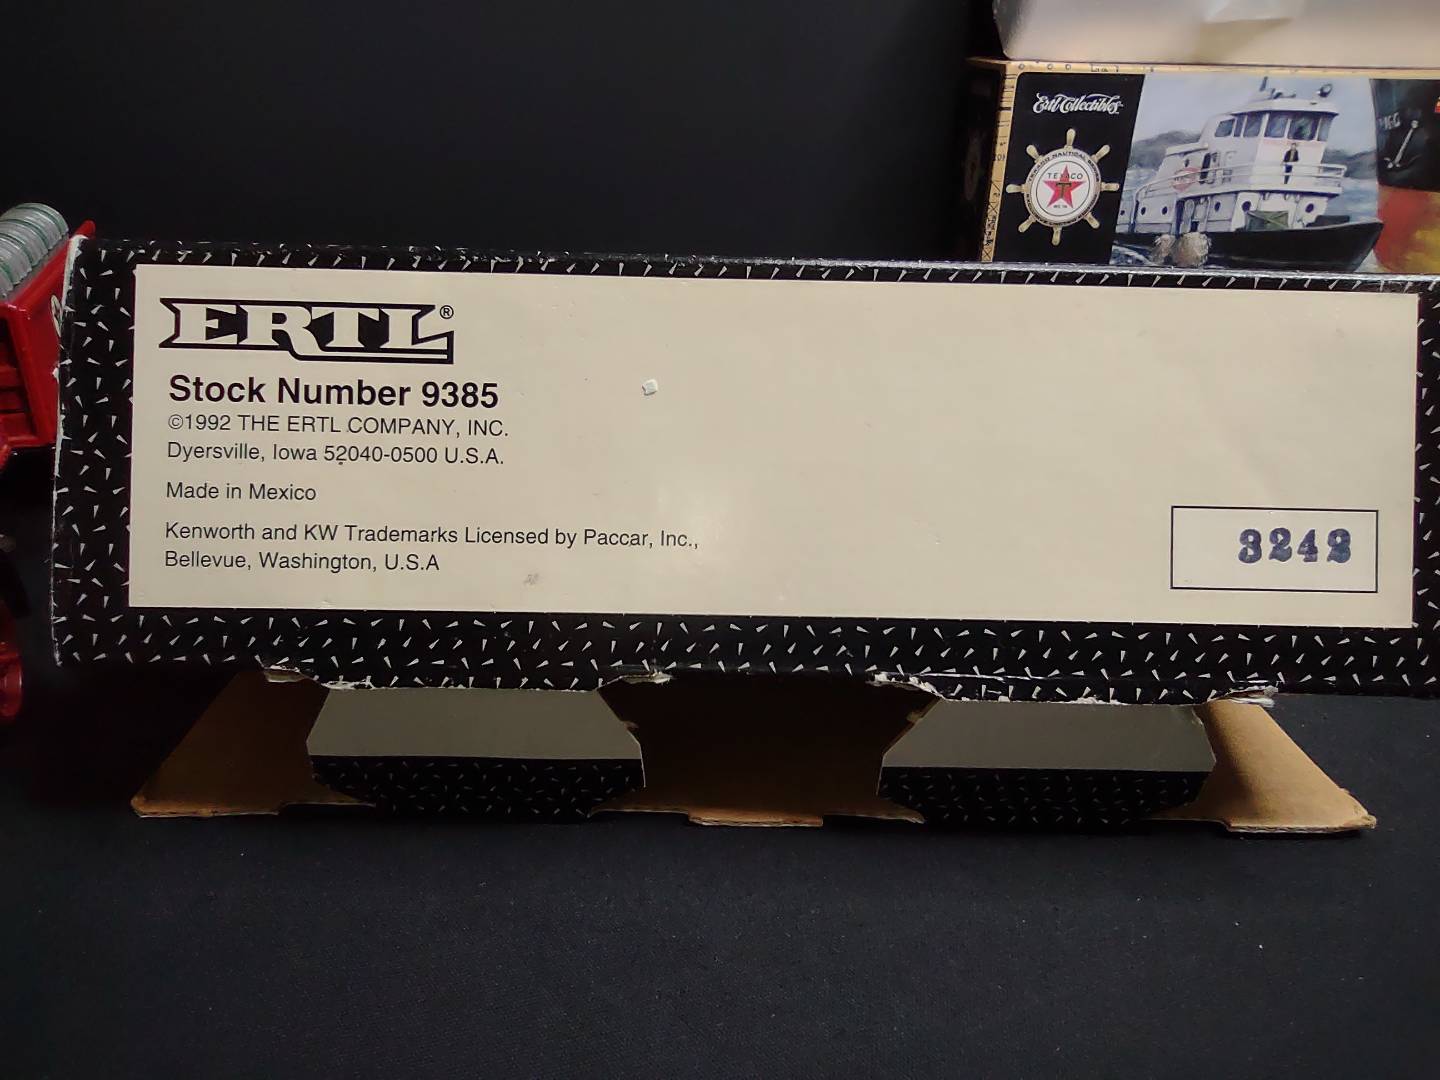 Ertl Collectibles
TEXACO
ERTL®
Stock Number 9385
©1992 THE ERTL COMPANY, INC.
Dyersville, Iowa 52040-0500 U.S.A.
Made in Mexico
Kenworth and KW Trademarks Licensed by Paccar, Inc.,
Bellevue, Washington, U.S.A
3242